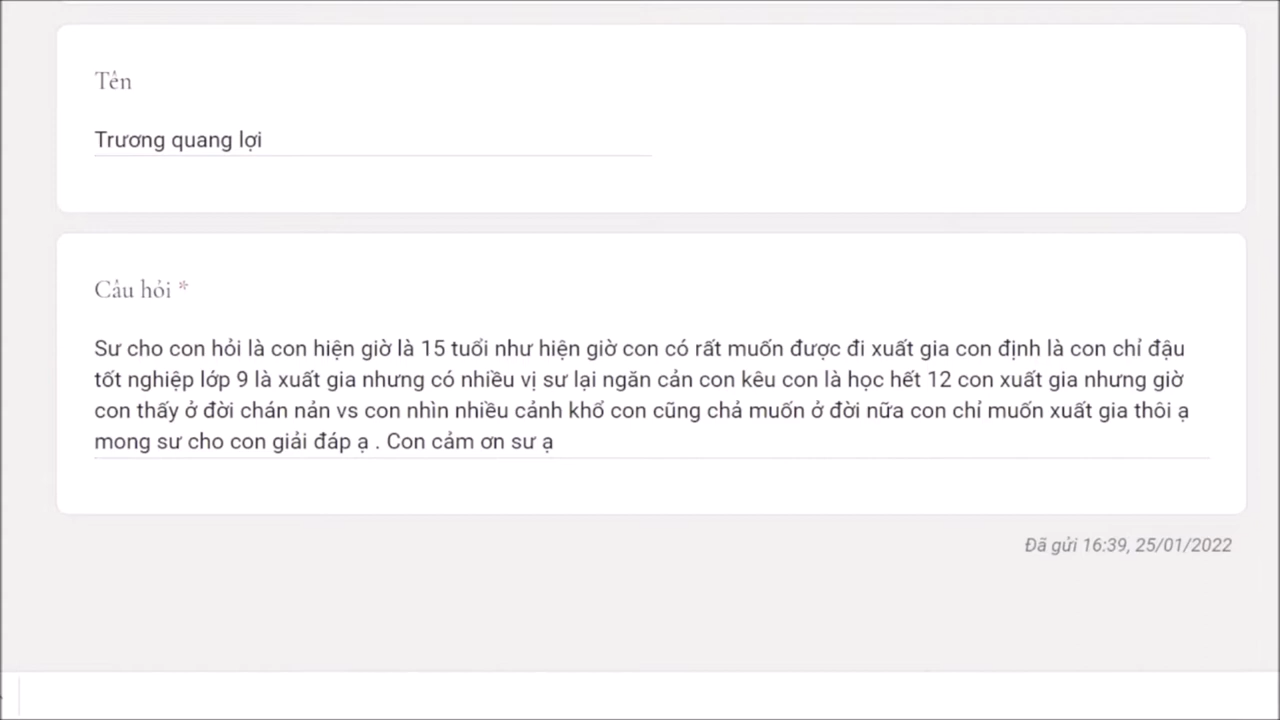 Tên
Trương quang lợi
Câu hỏi *
Sư cho con hỏi là con hiện giờ là 15 tuổi như hiện giờ con có rất muốn được đi xuất gia con định là con chỉ đậu
tốt nghiệp lớp 9 là xuất gia nhưng có nhiều vị sư lại ngăn cản con kêu con là học hết 12 con xuất gia nhưng giờ
con thấy ở đời chán nản vs con nhìn nhiều cảnh khổ con cũng chả muốn ở đời nữa con chỉ muốn xuất gia thôi ạ
mong sư cho con giải đáp ạ . Con cảm ơn sư ạ
Đã gửi 16:39, 25/01/2022